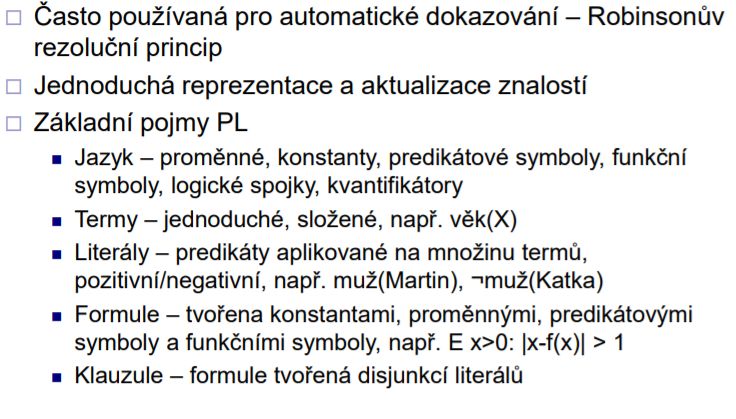 Často používaná pro automatické dokazování – Robinsonův
rezoluční princip
Jednoduchá reprezentace a aktualizace znalostí
Základní pojmy PL
Jazyk – proměnné, konstanty, predikátové symboly, funkční
symboly, logické spojky, kvantifikátory
Termy – jednoduché, složené, např. věk(X)
Literály – predikáty aplikované na množinu termů,
pozitivní/negativní, např. muž(Martin), ¬muž(Katka)
Formule – tvořena konstantami, proměnnými, predikátovými
symboly a funkčními symboly, např. E x>0: |x-f(x)| > 1
Klauzule – formule tvořená disjunkcí literálů